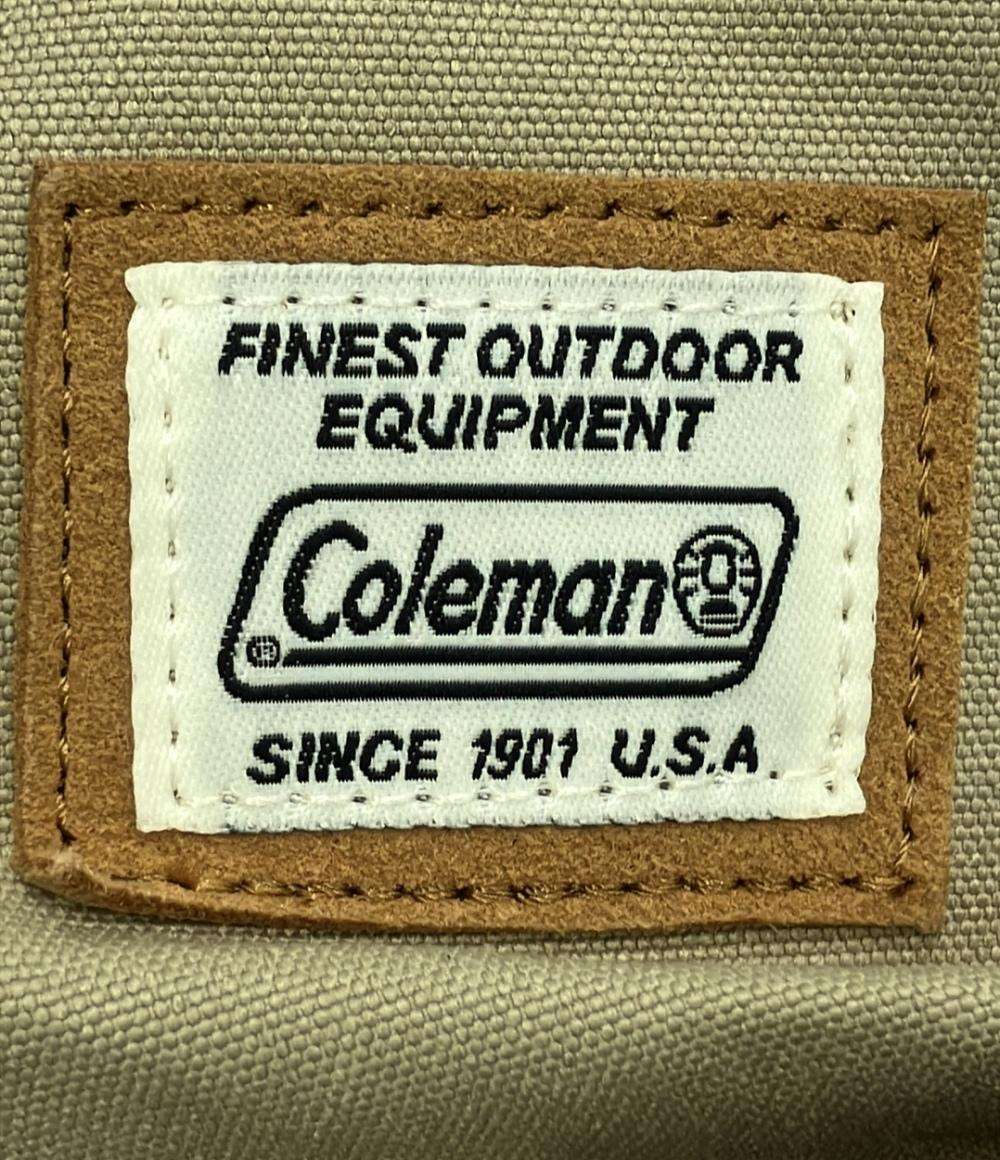 FINEST OUTDOOR
EQUIPMENT
Coleman
®
SINCE 1901 U.S.A